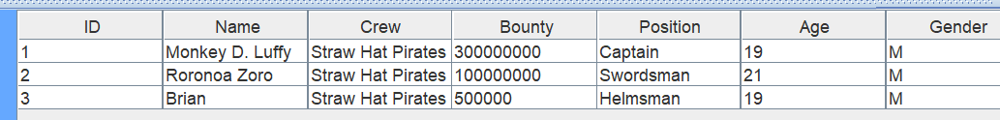 ID Name Crew Bounty Position Age Gender
1 Monkey D. Luffy Straw Hat Pirates 300000000 Captain 19 M
2 Roronoa Zoro Straw Hat Pirates 100000000 Swordsman 21 M
3 Brian Straw Hat Pirates 500000 Helmsman 19 M